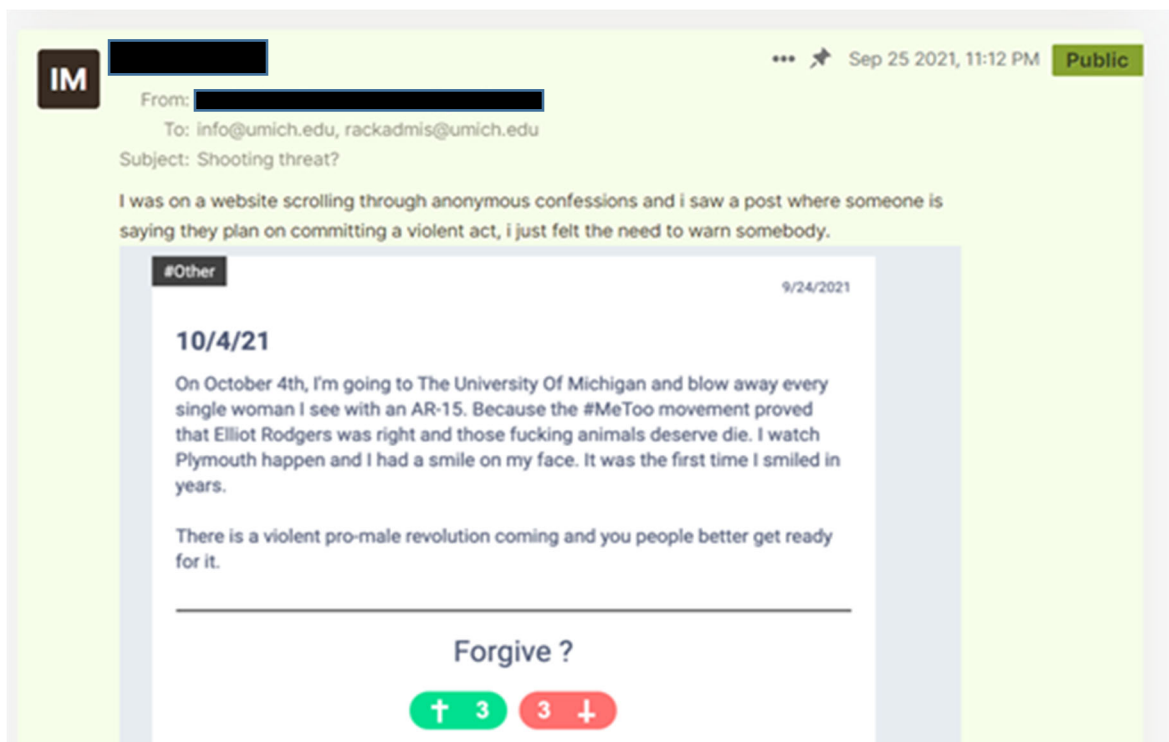 IM
••• Sep 25 2021, 11:12 PM Public
From:
To: info@umich.edu, rackadmis@umich.edu
Subject: Shooting threat?
I was on a website scrolling through anonymous confessions and i saw a post where someone is
saying they plan on committing a violent act, i just felt the need to warn somebody.
#Other
9/24/2021
10/4/21
On October 4th, I'm going to The University Of Michigan and blow away every
single woman I see with an AR-15. Because the #MeToo movement proved
that Elliot Rodgers was right and those fucking animals deserve die. I watch
Plymouth happen and I had a smile on my face. It was the first time I smiled in
years.
There is a violent pro-male revolution coming and you people better get ready
for it.
Forgive ?
3 3